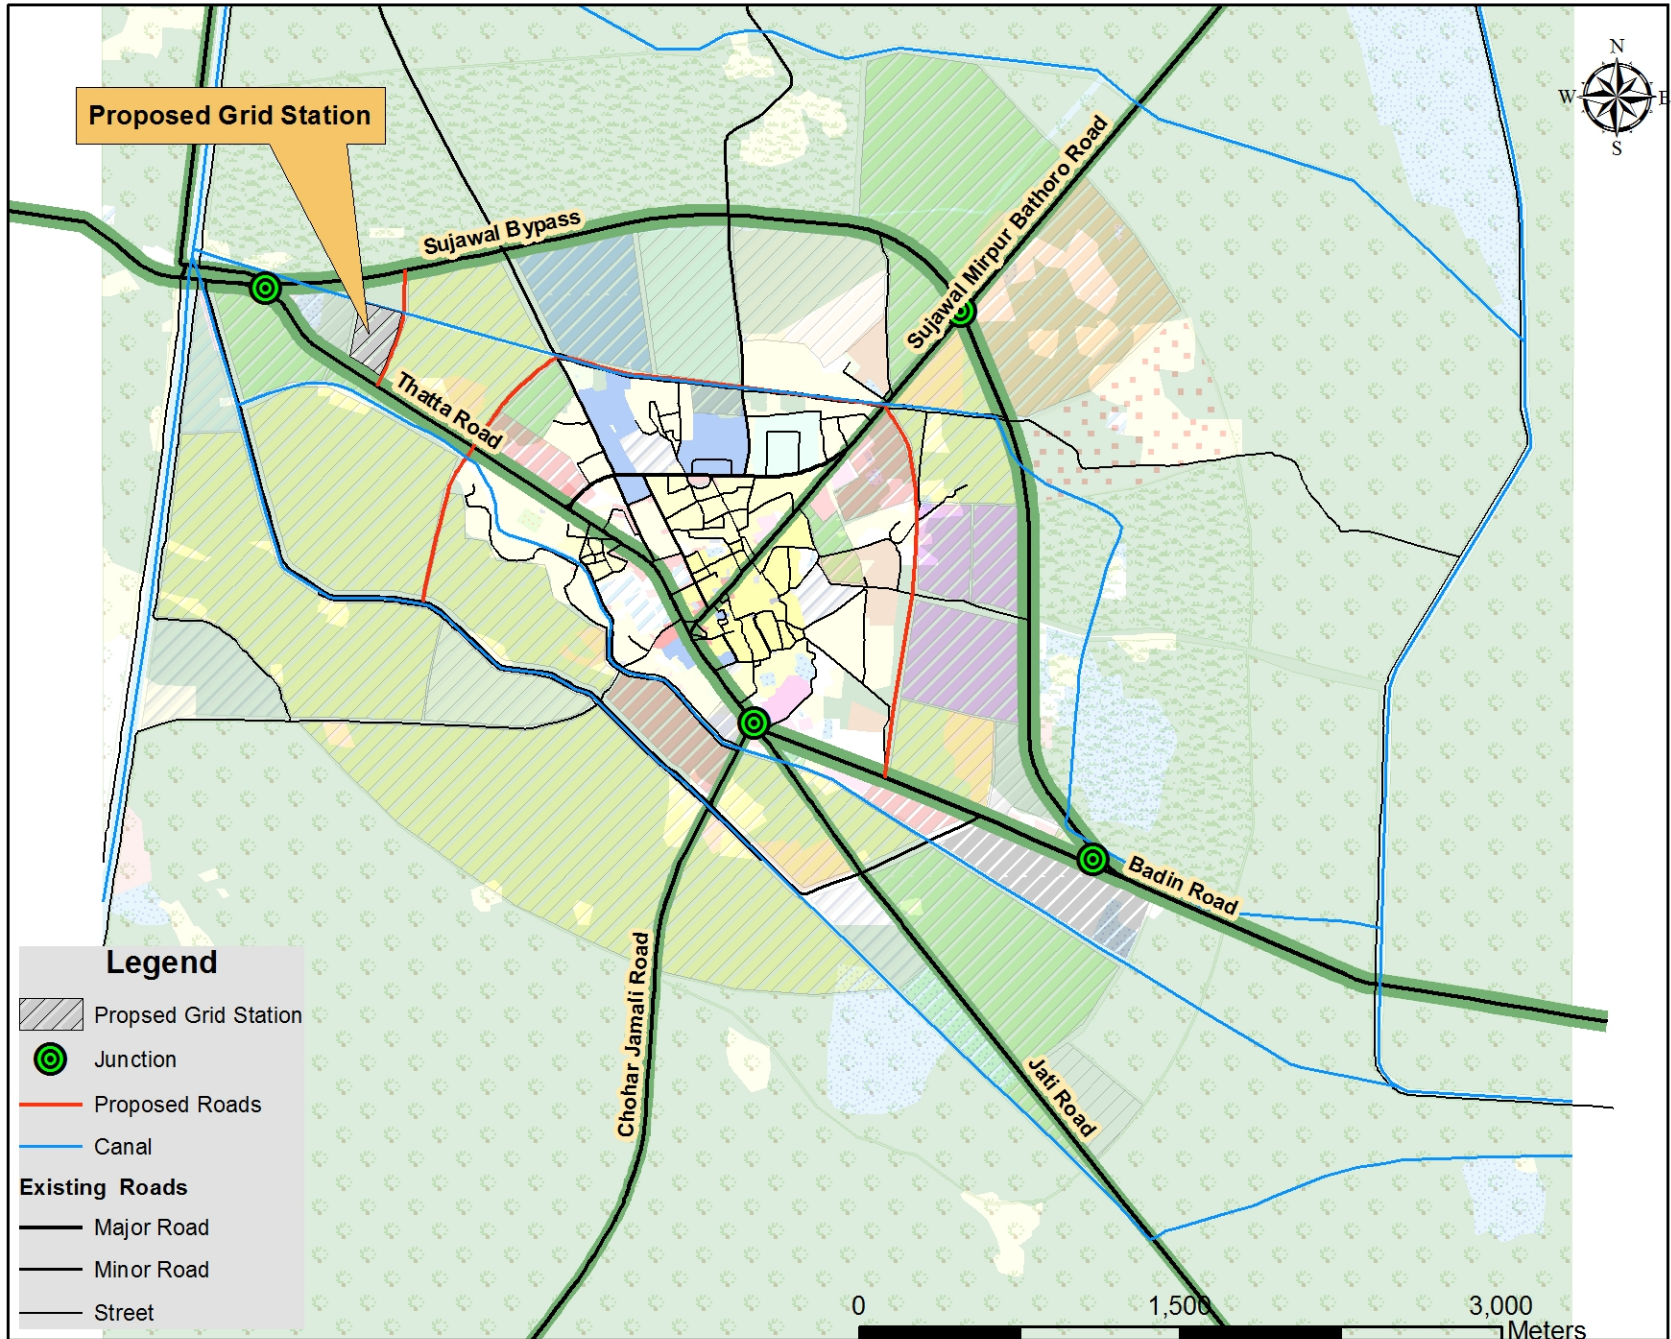 N
W
E
S
Proposed Grid Station
Sujawal Bypass
Sujawal Mirpur Bathoro Road
Thatta Road
Badin Road
Chohar Jamali Road
Jati Road
Legend
Propsed Grid Station
Junction
Proposed Roads
Canal
Existing Roads
Major Road
Minor Road
Street
0 1,500 3,000
Meters